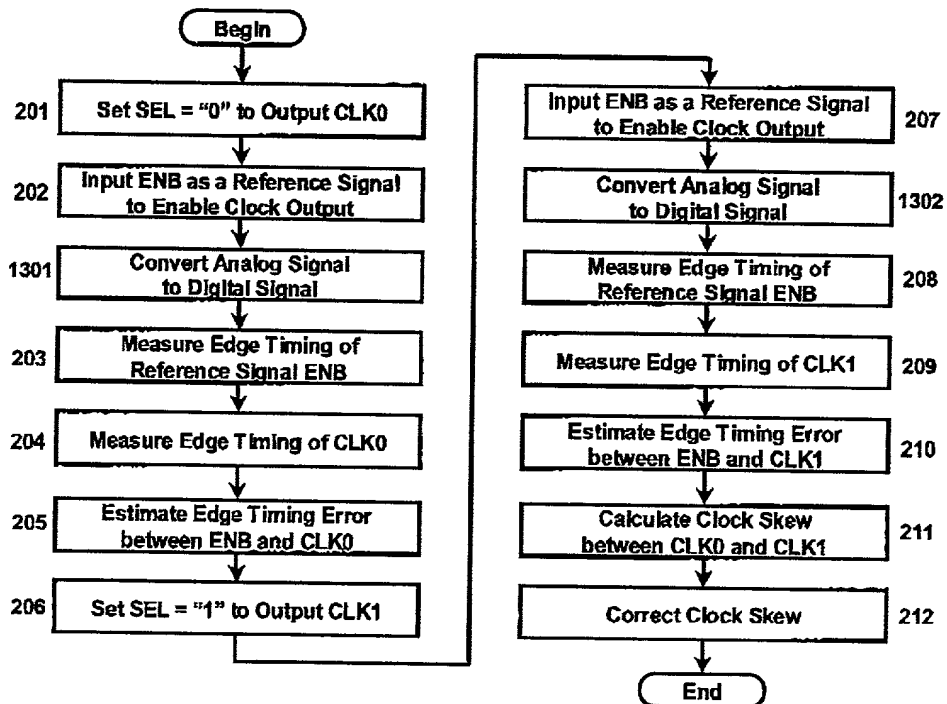 Begin
201
Set SEL = "0" to Output CLK0
202
Input ENB as a Reference Signal
to Enable Clock Output
1301
Convert Analog Signal
to Digital Signal
203
Measure Edge Timing of
Reference Signal ENB
204
Measure Edge Timing of CLK0
205
Estimate Edge Timing Error
between ENB and CLK0
206
Set SEL = "1" to Output CLK1
Input ENB as a Reference Signal
to Enable Clock Output
207
Convert Analog Signal
to Digital Signal
1302
Measure Edge Timing of
Reference Signal ENB
208
Measure Edge Timing of CLK1
209
Estimate Edge Timing Error
between ENB and CLK1
210
Calculate Clock Skew
between CLK0 and CLK1
211
Correct Clock Skew
212
End